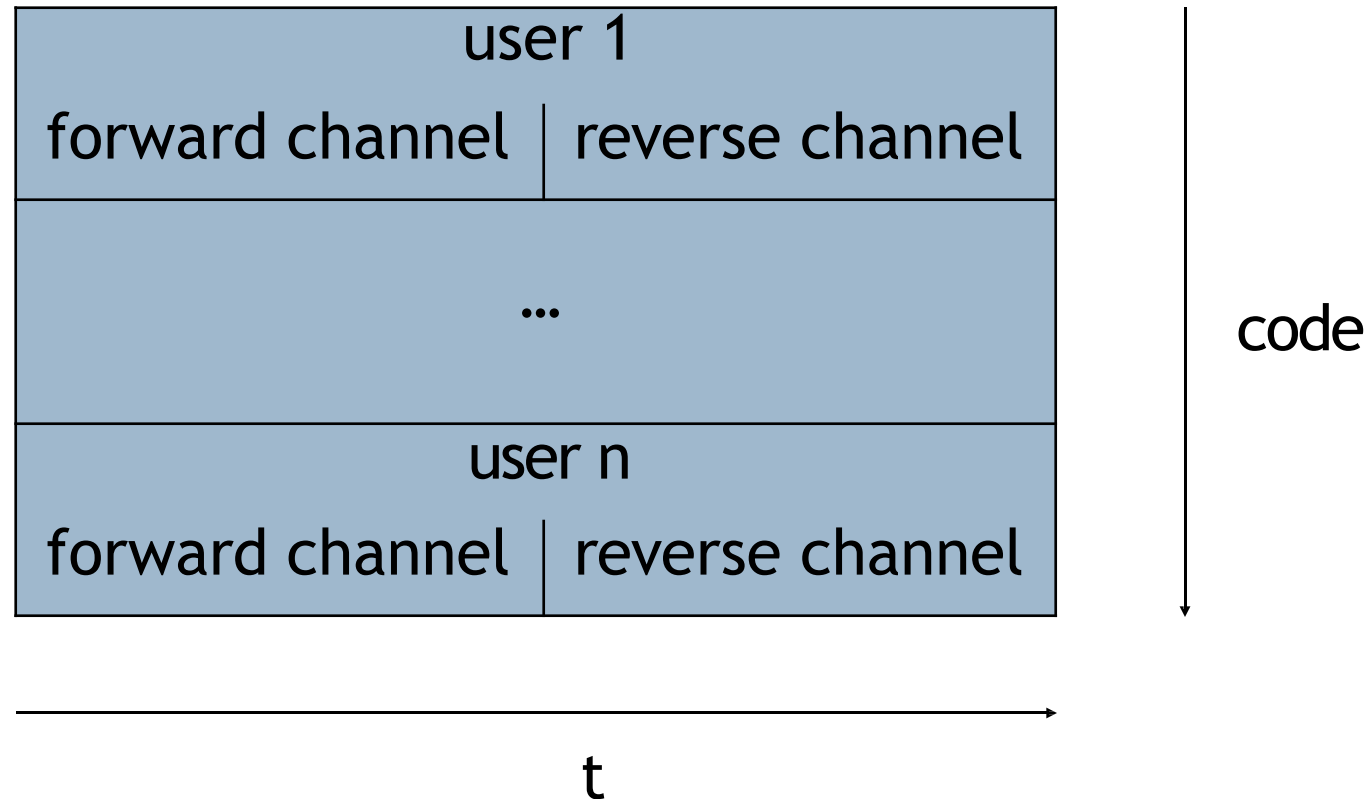 user 1
forward channel reverse channel
...
code
user n
forward channel reverse channel
t